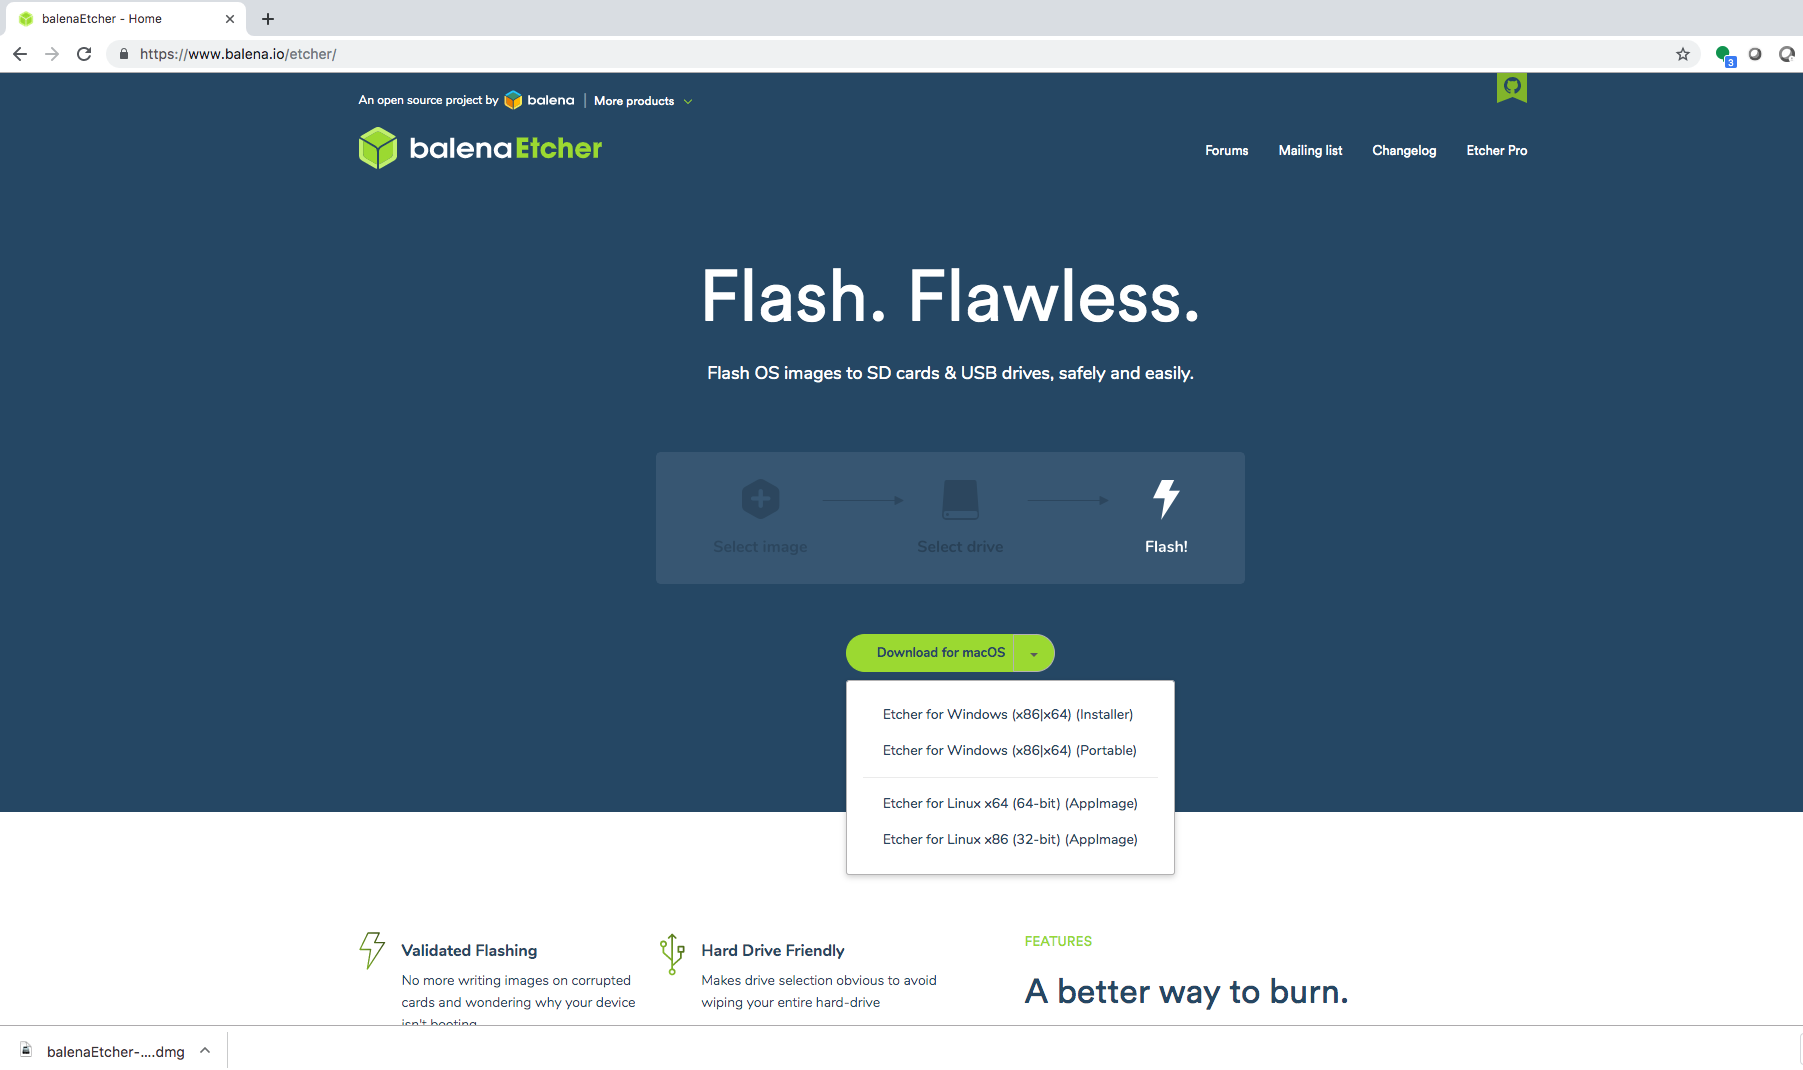 balenaEtcher - Home
https://www.balena.io/etcher/
3
An open source project by balena | More products
balenaEtcher
Forums Mailing list Changelog Etcher Pro
Flash. Flawless.
Flash OS images to SD cards & USB drives, safely and easily.
Select image Select drive Flash!
Download for macOS
Etcher for Windows (x86|x64) (Installer)
Etcher for Windows (x86|x64) (Portable)
Etcher for Linux x64 (64-bit) (AppImage)
Etcher for Linux x86 (32-bit) (AppImage)
Validated Flashing
No more writing images on corrupted
cards and wondering why your device
isn't booting
Hard Drive Friendly
Makes drive selection obvious to avoid
wiping your entire hard-drive
FEATURES
A better way to burn.
balenaEtcher-....dmg